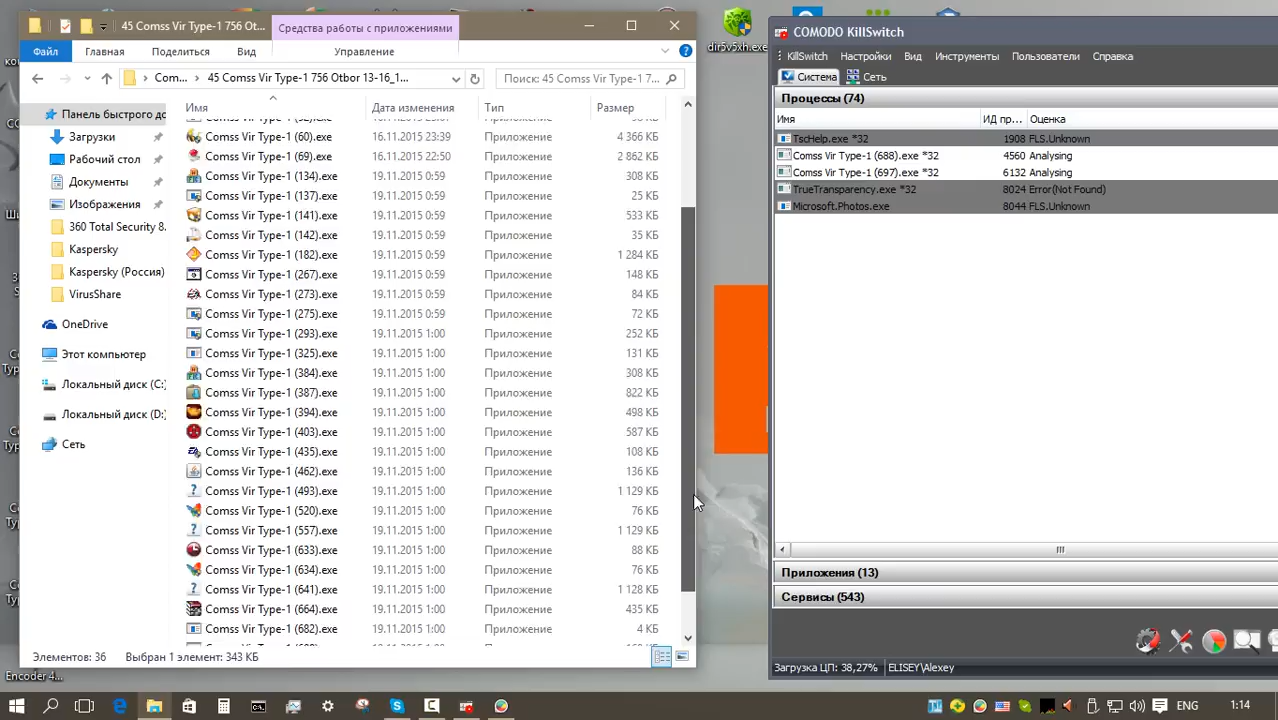 45 Comss Vir Type-1 756 Ot...
Средства работы с приложениями
Файл Главная Поделиться Вид Управление
Com... 45 Comss Vir Type-1 756 Otbor 13-16_1...
Поиск: 45 Comss Vir Type-1 7...
Имя Дата изменения Тип Размер
Панель быстрого до
Загрузки
Рабочий стол
Документы
Изображения
360 Total Security 8.
Kaspersky
Kaspersky (Россия)
VirusShare
OneDrive
Этот компьютер
Локальный диск (C:
Локальный диск (D:
Сеть
Comss Vir Type-1 (60).exe 16.11.2015 23:39 Приложение 4 366 КБ
Comss Vir Type-1 (69).exe 16.11.2015 22:50 Приложение 2 862 КБ
Comss Vir Type-1 (134).exe 19.11.2015 0:59 Приложение 308 КБ
Comss Vir Type-1 (137).exe 19.11.2015 0:59 Приложение 25 КБ
Comss Vir Type-1 (141).exe 19.11.2015 0:59 Приложение 533 КБ
Comss Vir Type-1 (142).exe 19.11.2015 0:59 Приложение 35 КБ
Comss Vir Type-1 (182).exe 19.11.2015 0:59 Приложение 1 284 КБ
Comss Vir Type-1 (267).exe 19.11.2015 0:59 Приложение 148 КБ
Comss Vir Type-1 (273).exe 19.11.2015 0:59 Приложение 84 КБ
Comss Vir Type-1 (275).exe 19.11.2015 0:59 Приложение 72 КБ
Comss Vir Type-1 (293).exe 19.11.2015 1:00 Приложение 252 КБ
Comss Vir Type-1 (325).exe 19.11.2015 1:00 Приложение 131 КБ
Comss Vir Type-1 (384).exe 19.11.2015 1:00 Приложение 308 КБ
Comss Vir Type-1 (387).exe 19.11.2015 1:00 Приложение 822 КБ
Comss Vir Type-1 (394).exe 19.11.2015 1:00 Приложение 498 КБ
Comss Vir Type-1 (403).exe 19.11.2015 1:00 Приложение 587 КБ
Comss Vir Type-1 (435).exe 19.11.2015 1:00 Приложение 108 КБ
Comss Vir Type-1 (462).exe 19.11.2015 1:00 Приложение 136 КБ
Comss Vir Type-1 (493).exe 19.11.2015 1:00 Приложение 1 129 КБ
Comss Vir Type-1 (520).exe 19.11.2015 1:00 Приложение 76 КБ
Comss Vir Type-1 (557).exe 19.11.2015 1:00 Приложение 1 129 КБ
Comss Vir Type-1 (633).exe 19.11.2015 1:00 Приложение 88 КБ
Comss Vir Type-1 (634).exe 19.11.2015 1:00 Приложение 76 КБ
Comss Vir Type-1 (641).exe 19.11.2015 1:00 Приложение 1 128 КБ
Comss Vir Type-1 (664).exe 19.11.2015 1:00 Приложение 435 КБ
Comss Vir Type-1 (682).exe 19.11.2015 1:00 Приложение 4 КБ
Элементов: 36 Выбран 1 элемент: 343 КБ
Encoder 4...
dir5v5xh.exe
COMODO KillSwitch
KillSwitch Настройки Вид Инструменты Пользователи Справка
Система Сеть
Процессы (74)
Имя ИД пр... Оценка
TscHelp.exe *32 1908 FLS.Unknown
Comss Vir Type-1 (688).exe *32 4560 Analysing
Comss Vir Type-1 (697).exe *32 6132 Analysing
TrueTransparency.exe *32 8024 Error(Not Found)
Microsoft.Photos.exe 8044 FLS.Unknown
Приложения (13)
Сервисы (543)
Загрузка ЦП: 38,27% ELISEY\Alexey
ENG 1:14